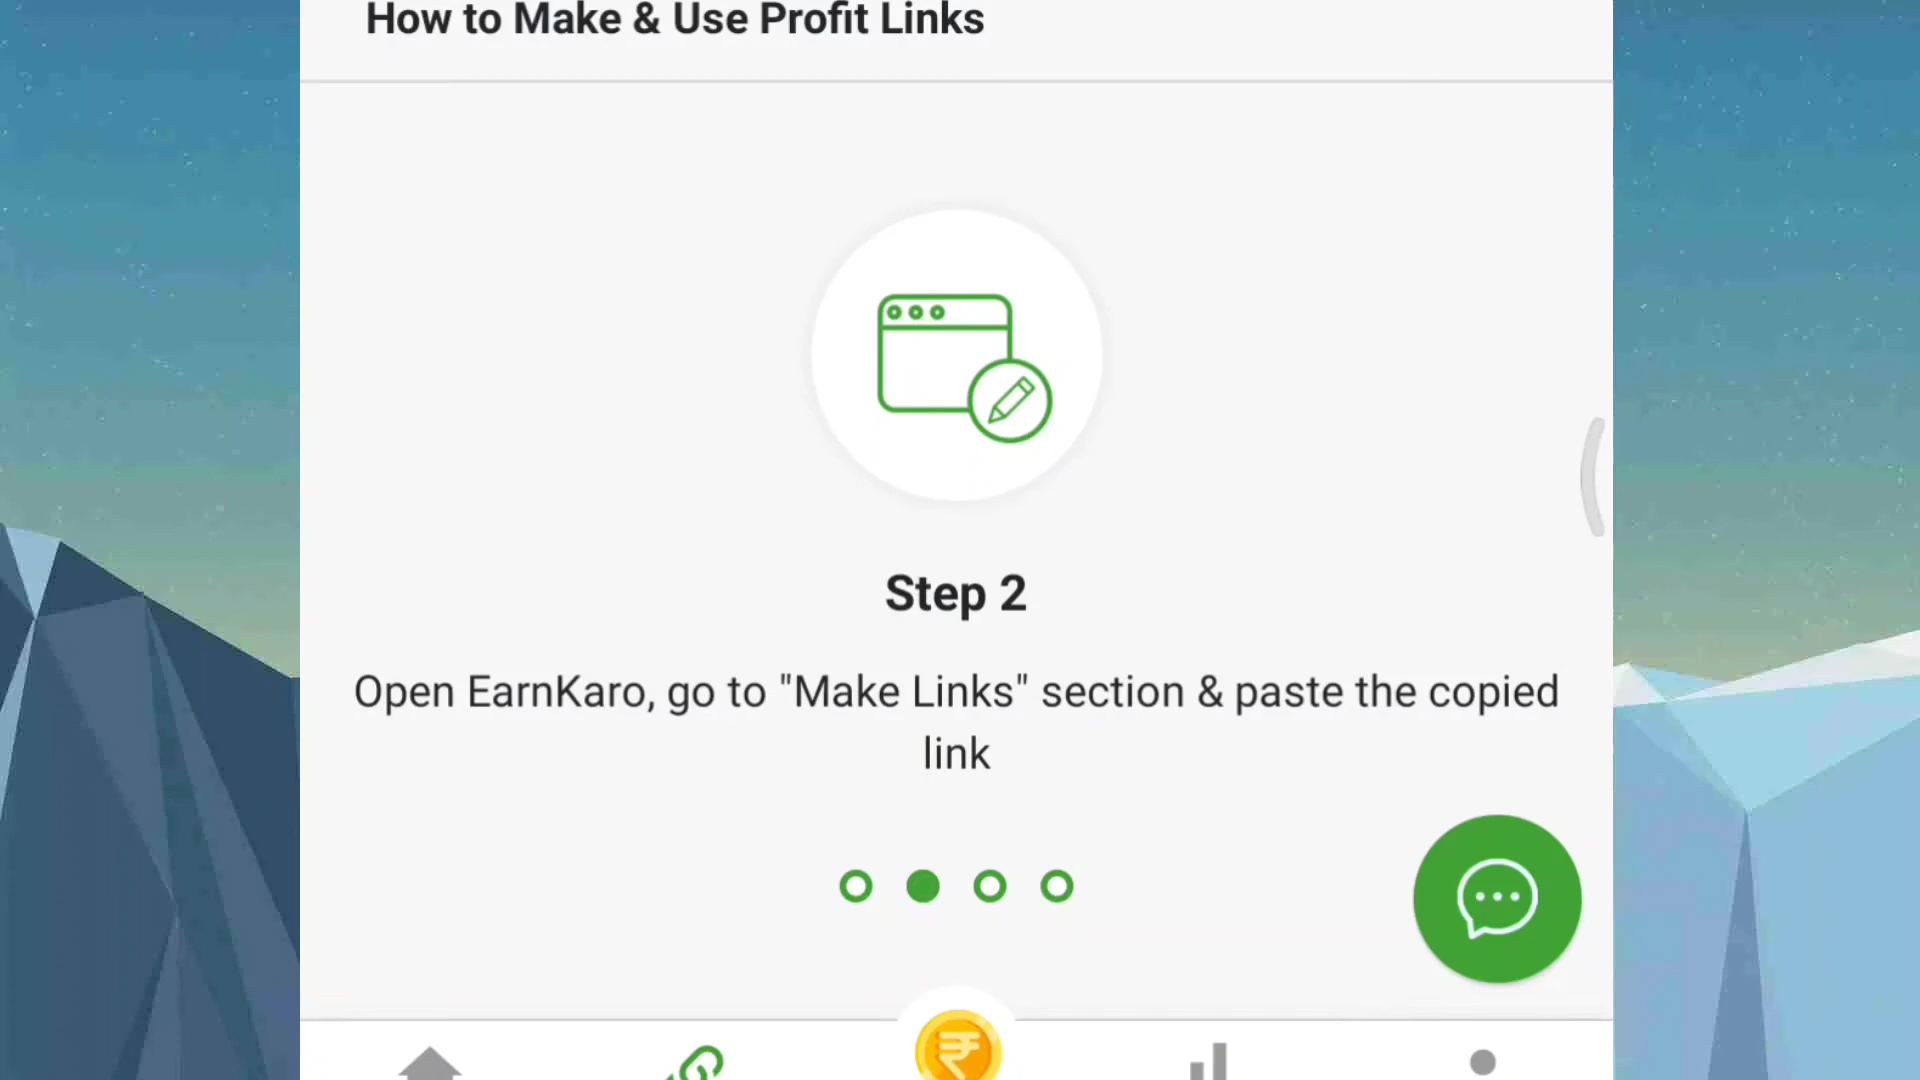 How to Make & Use Profit Links
Step 2
Open EarnKaro, go to "Make Links" section & paste the copied
link